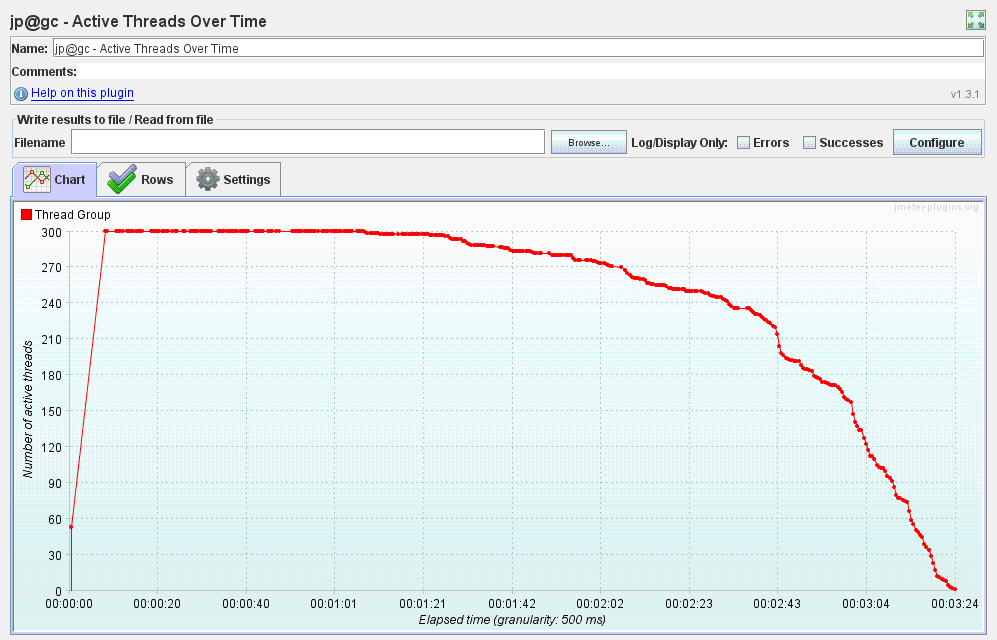 jp@gc - Active Threads Over Time
Name: jp@gc - Active Threads Over Time
Comments:
Help on this plugin
v1.3.1
Write results to file / Read from file
Filename Browse... Log/Display Only: Errors Successes Configure
Chart Rows Settings
jmeter-plugins.org
Thread Group
300
270
240
210
180
150
120
90
60
30
0
Number of active threads
00:00:00 00:00:20 00:00:40 00:01:01 00:01:21 00:01:42 00:02:02 00:02:23 00:02:43 00:03:04 00:03:24
Elapsed time (granularity: 500 ms)